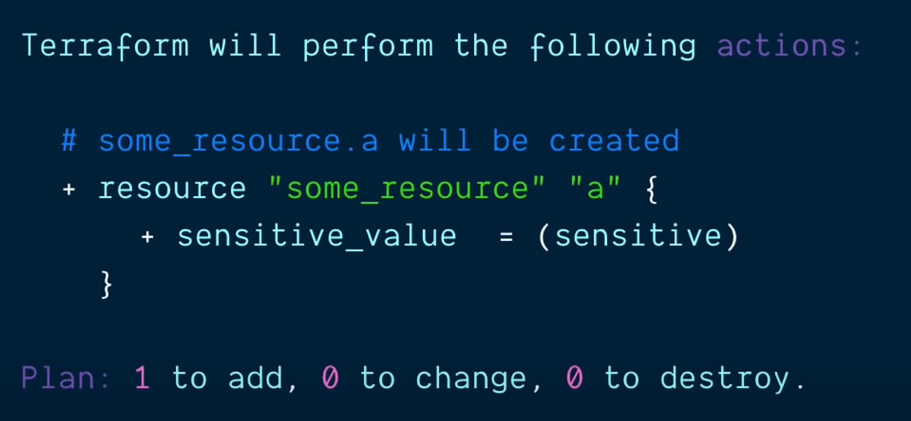 Terraform will perform the following actions:
# some_resource.a will be created
+ resource "some_resource" "a" {
+ sensitive_value = (sensitive)
}
Plan: 1 to add, 0 to change, 0 to destroy.